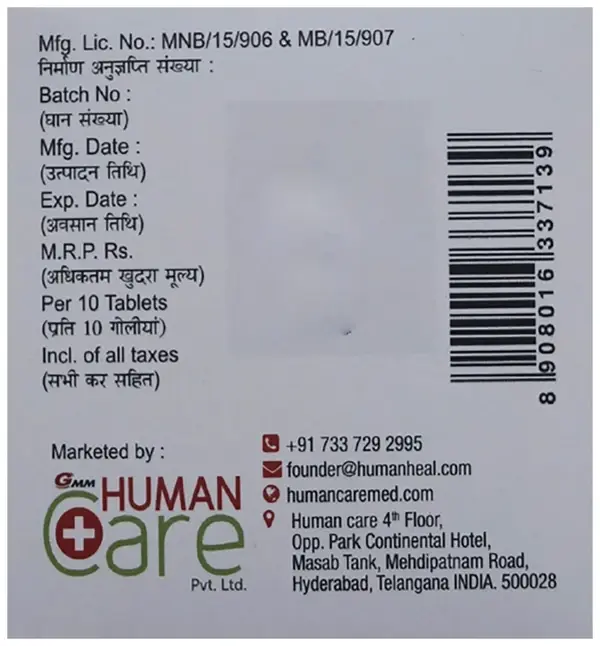 Mfg. Lic. No.: MNB/15/906 & MB/15/907
निर्माण अनुज्ञप्ति संख्या :
Batch No :
(घान संख्या)
Mfg. Date :
(उत्पादन तिथि)
Exp. Date :
(अवसान तिथि)
M.R.P. Rs.
(अधिकतम खुदरा मूल्य)
Per 10 Tablets
(प्रति 10 गोलीयां)
Incl. of all taxes
(सभी कर सहित)
8 908016 337139
Marketed by :
GMM
HUMAN
Care
Pvt. Ltd.
+91 733 729 2995
founder@humanheal.com
humancaremed.com
Human care 4th Floor,
Opp. Park Continental Hotel,
Masab Tank, Mehdipatnam Road,
Hyderabad, Telangana INDIA. 500028